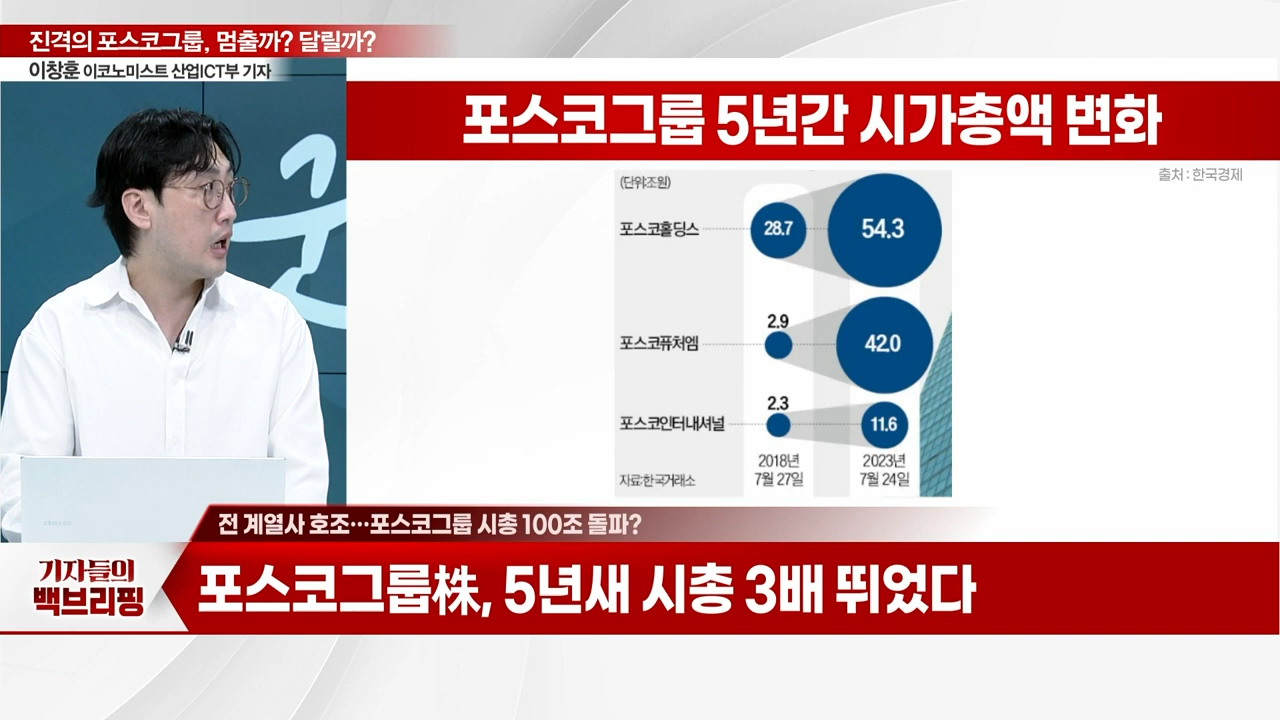 진격의 포스코그룹, 멈출까? 달릴까?
이창훈 이코노미스트 산업ICT부 기자
포스코그룹 5년간 시가총액 변화
출처 : 한국경제
(단위:조원)
포스코홀딩스 28.7 54.3
포스코퓨처엠 2.9 42.0
포스코인터내셔널 2.3 11.6
2018년 7월 27일
2023년 7월 24일
자료:한국거래소
전 계열사 호조…포스코그룹 시총 100조 돌파?
기자들의
백브리핑
포스코그룹株, 5년새 시총 3배 뛰었다